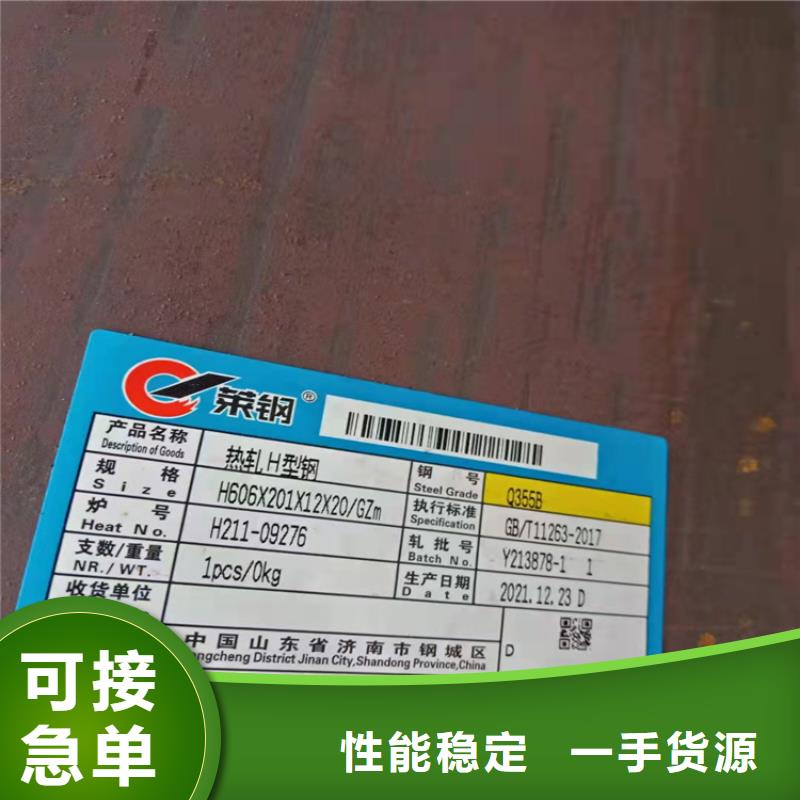 莱钢®
产品名称 热轧H型钢 钢号 Q355B
Description of Goods Steel Grade
规格 H606X201X12X20/GZm 执行标准 GB/T11263-2017
Size Specification
炉号 H211-09276 轧批号 Y213878-1 1
Heat No. Batch No.
支数/重量 1pcs/0kg 生产日期 2021.12.23 D
NR./WT. Date
收货单位
中国山东省济南市钢城区 D
District Jinan City,Shandong Province,China
可接
急单
性能稳定 一手货源